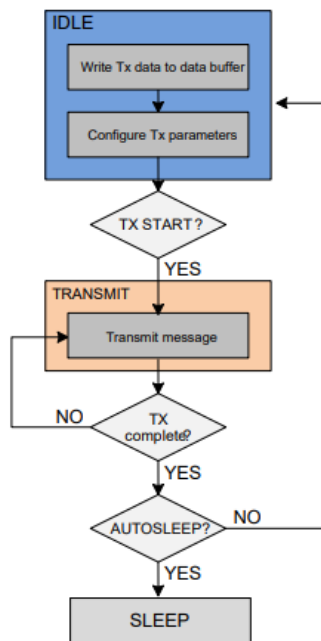 IDLE
Write Tx data to data buffer
Configure Tx parameters
TX START?
YES
TRANSMIT
Transmit message
NO
TX
complete?
YES
AUTOSLEEP?
NO
YES
SLEEP